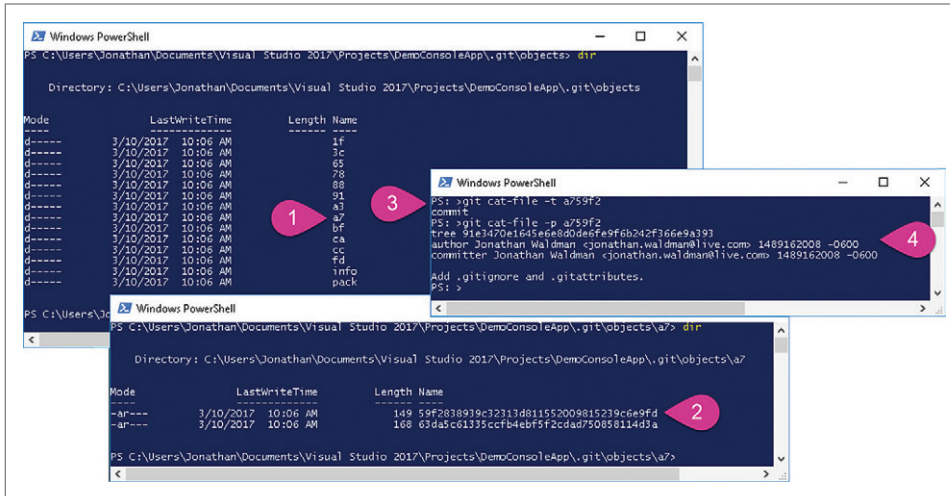 Windows PowerShell
PS C:\Users\Jonathan\Documents\Visual Studio 2017\Projects\DemoConsoleApp\.git\objects> dir
Directory: C:\Users\Jonathan\Documents\Visual Studio 2017\Projects\DemoConsoleApp\.git\objects
Mode LastWriteTime Length Name
---- ------------- ------ ----
d----- 3/10/2017 10:06 AM 1f
d----- 3/10/2017 10:06 AM 3c
d----- 3/10/2017 10:06 AM 65
d----- 3/10/2017 10:06 AM 78
d----- 3/10/2017 10:06 AM 88
d----- 3/10/2017 10:06 AM 91
d----- 3/10/2017 10:06 AM a3
d----- 3/10/2017 10:06 AM a7
d----- 3/10/2017 10:06 AM bf
d----- 3/10/2017 10:06 AM ca
d----- 3/10/2017 10:06 AM cc
d----- 3/10/2017 10:06 AM fd
d----- 3/10/2017 10:06 AM info
d----- 3/10/2017 10:06 AM pack
PS C:\Users\Jo
1
3
Windows PowerShell
PS: >git cat-file -t a759f2
commit
PS: >git cat-file -p a759f2
tree 91e3470e1645e6e8d0de6fe9f6b242f366e9a393
author Jonathan Waldman <jonathan.waldman@live.com> 1489162008 -0600
committer Jonathan Waldman <jonathan.waldman@live.com> 1489162008 -0600
Add .gitignore and .gitattributes.
PS: >
4
Windows PowerShell
PS C:\Users\Jonathan\Documents\Visual Studio 2017\Projects\DemoConsoleApp\.git\objects\a7> dir
Directory: C:\Users\Jonathan\Documents\Visual Studio 2017\Projects\DemoConsoleApp\.git\objects\a7
Mode LastWriteTime Length Name
---- ------------- ------ ----
-ar--- 3/10/2017 10:06 AM 149 59f2838939c32313d811552009815239c6e9fd
-ar--- 3/10/2017 10:06 AM 168 63da5c61335ccfb4ebf5f2cdad750858114d3a
2
PS C:\Users\Jonathan\Documents\Visual Studio 2017\Projects\DemoConsoleApp\.git\objects\a7>